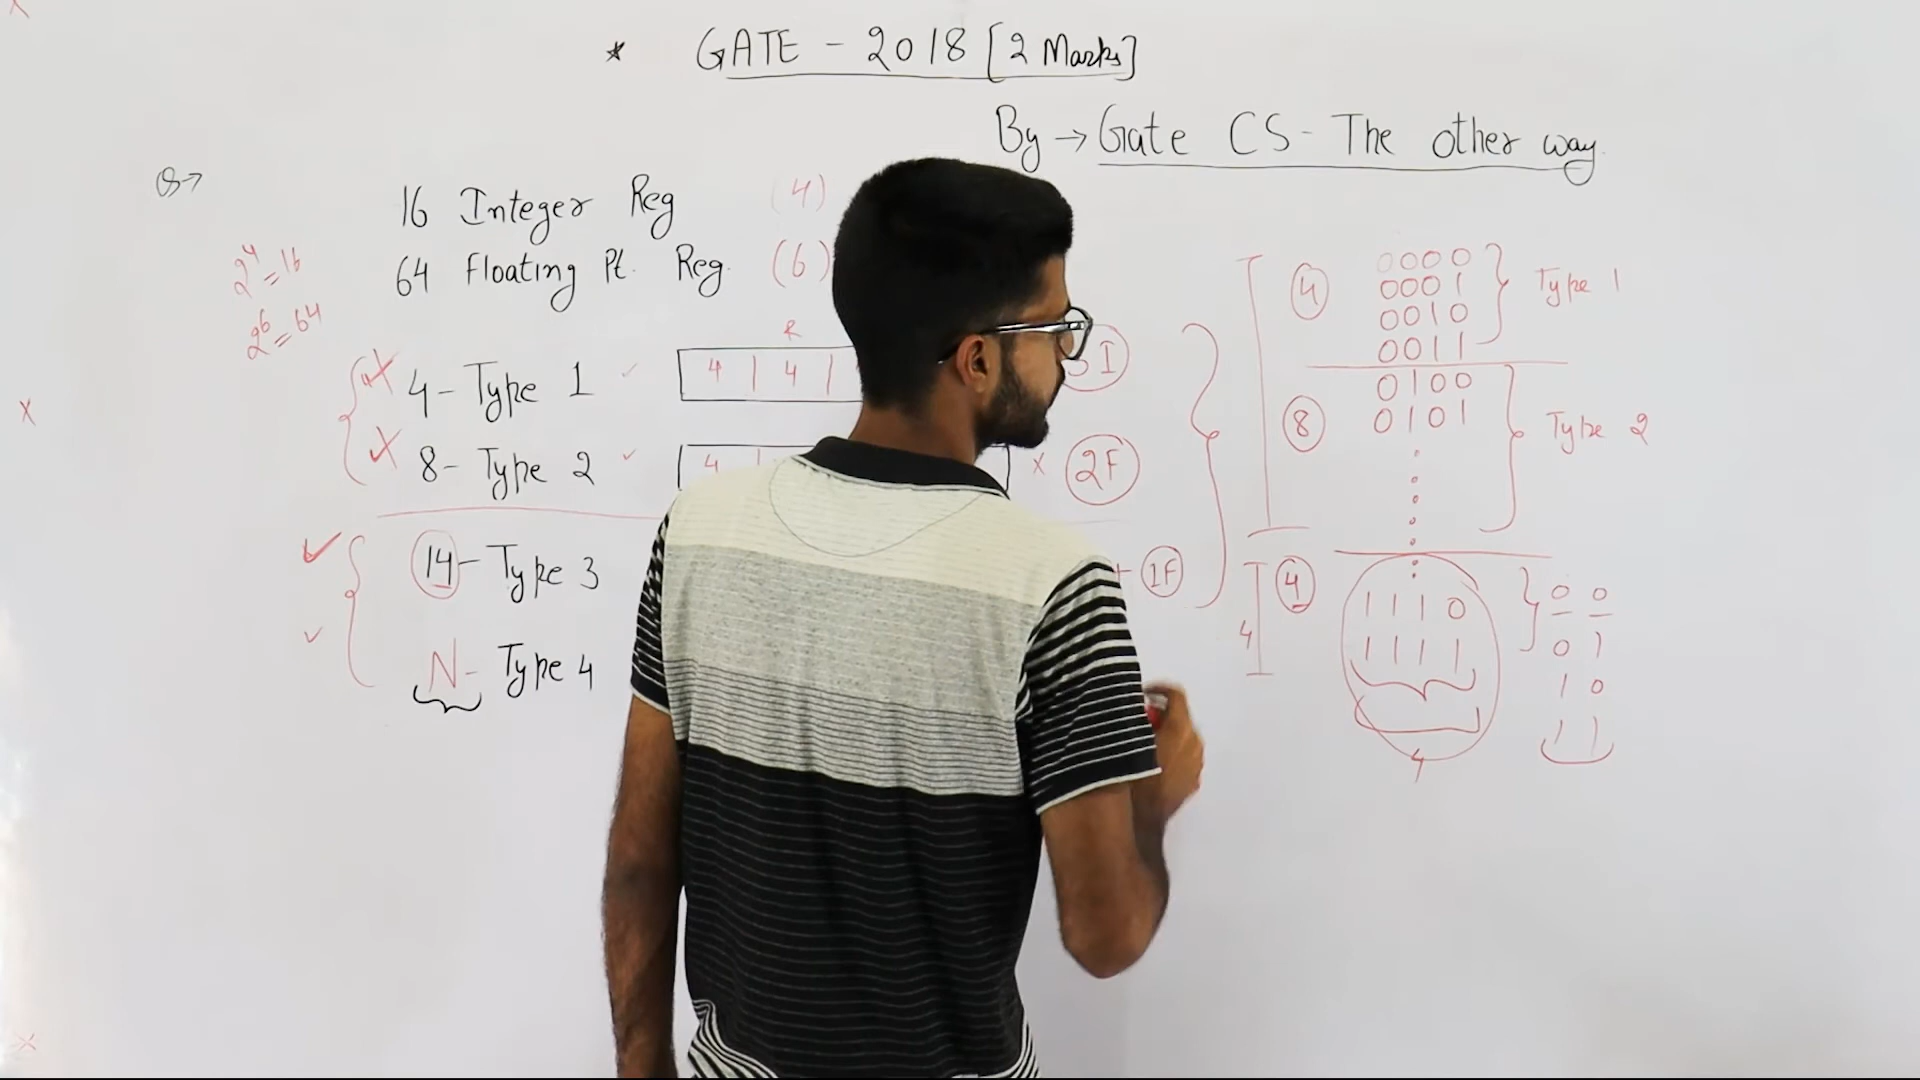 * GATE - 2018 [2 Marks]
By → Gate CS - The other way.
Q→
16 Integer Reg (4)
64 Floating Pt. Reg. (6)
2^4 = 16
2^6 = 64
R
4 - Type 1 ✓ 4 | 4 |
8 - Type 2 ✓ 4 | x 2F
✓ 14 - Type 3 1F
✓ N - Type 4
4 0000 Type 1
0001
0010
0011
8 0100 Type 2
0101
4 4 1110
1111
4
0 0
0 1
1 0
1 1